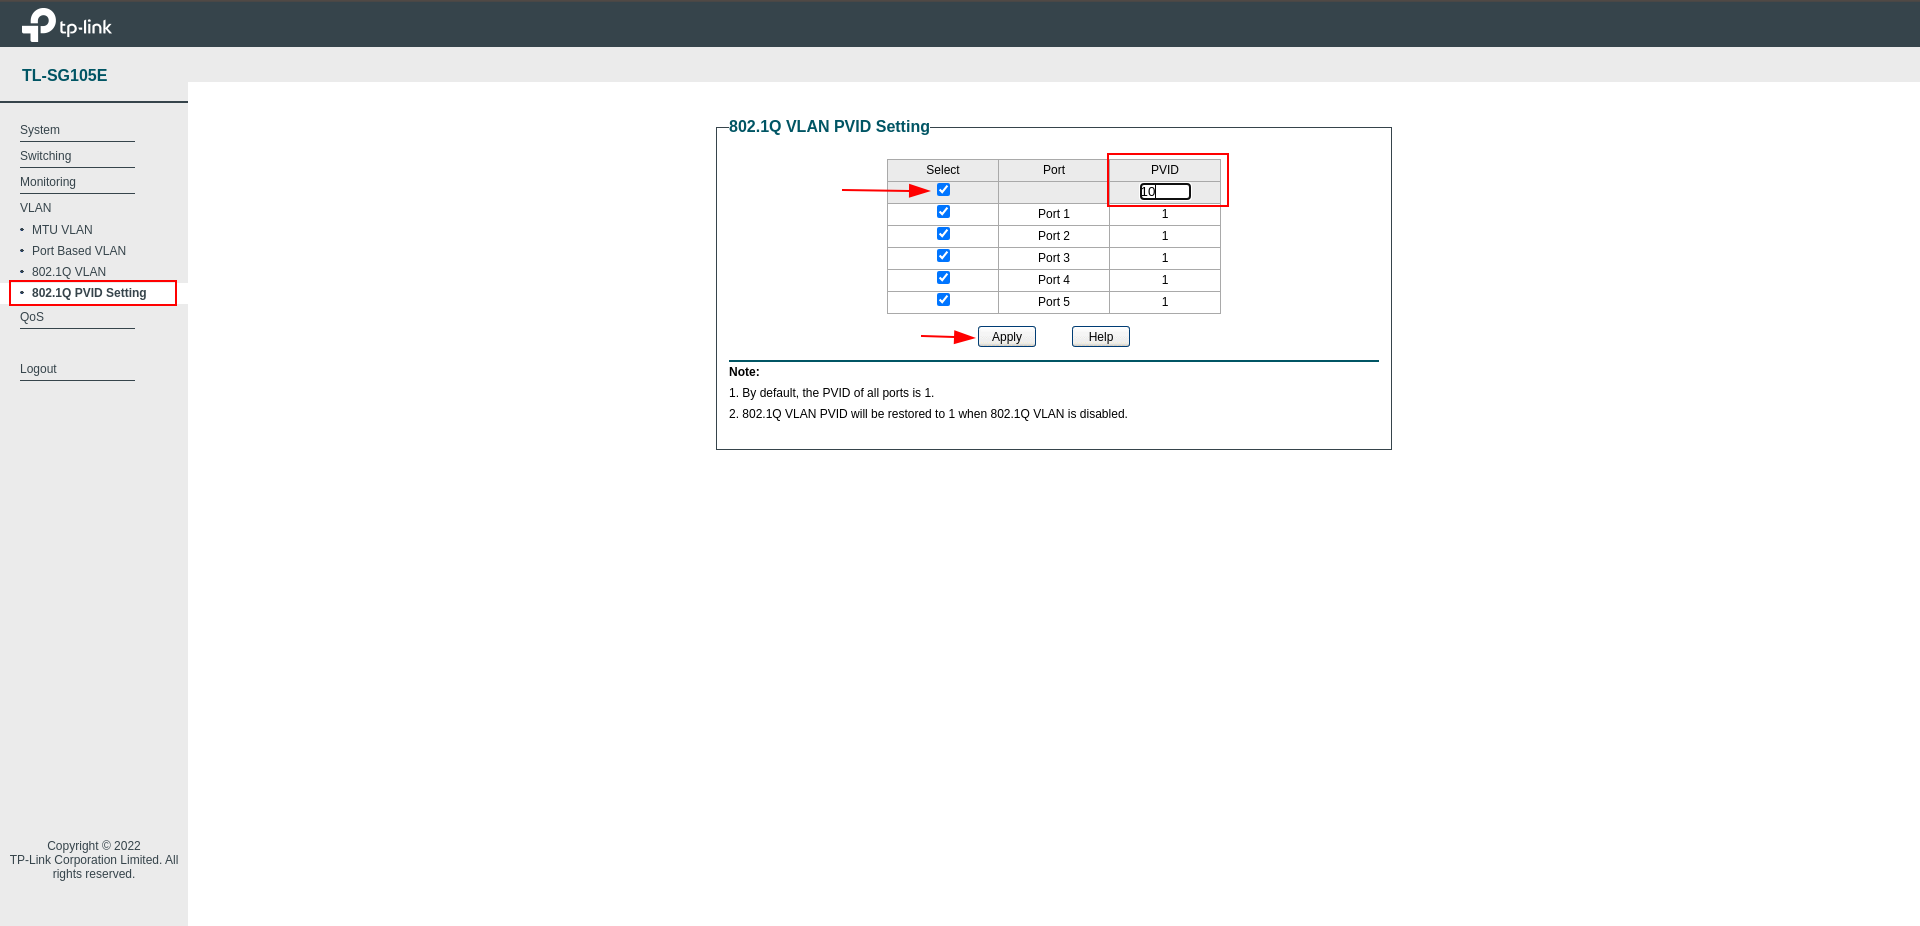 tp-link
TL-SG105E
System
Switching
Monitoring
VLAN
MTU VLAN
Port Based VLAN
802.1Q VLAN
802.1Q PVID Setting
QoS
Logout
Copyright © 2022
TP-Link Corporation Limited. All
rights reserved.
802.1Q VLAN PVID Setting
Select Port PVID
10
Port 1 1
Port 2 1
Port 3 1
Port 4 1
Port 5 1
Apply Help
Note:
1. By default, the PVID of all ports is 1.
2. 802.1Q VLAN PVID will be restored to 1 when 802.1Q VLAN is disabled.